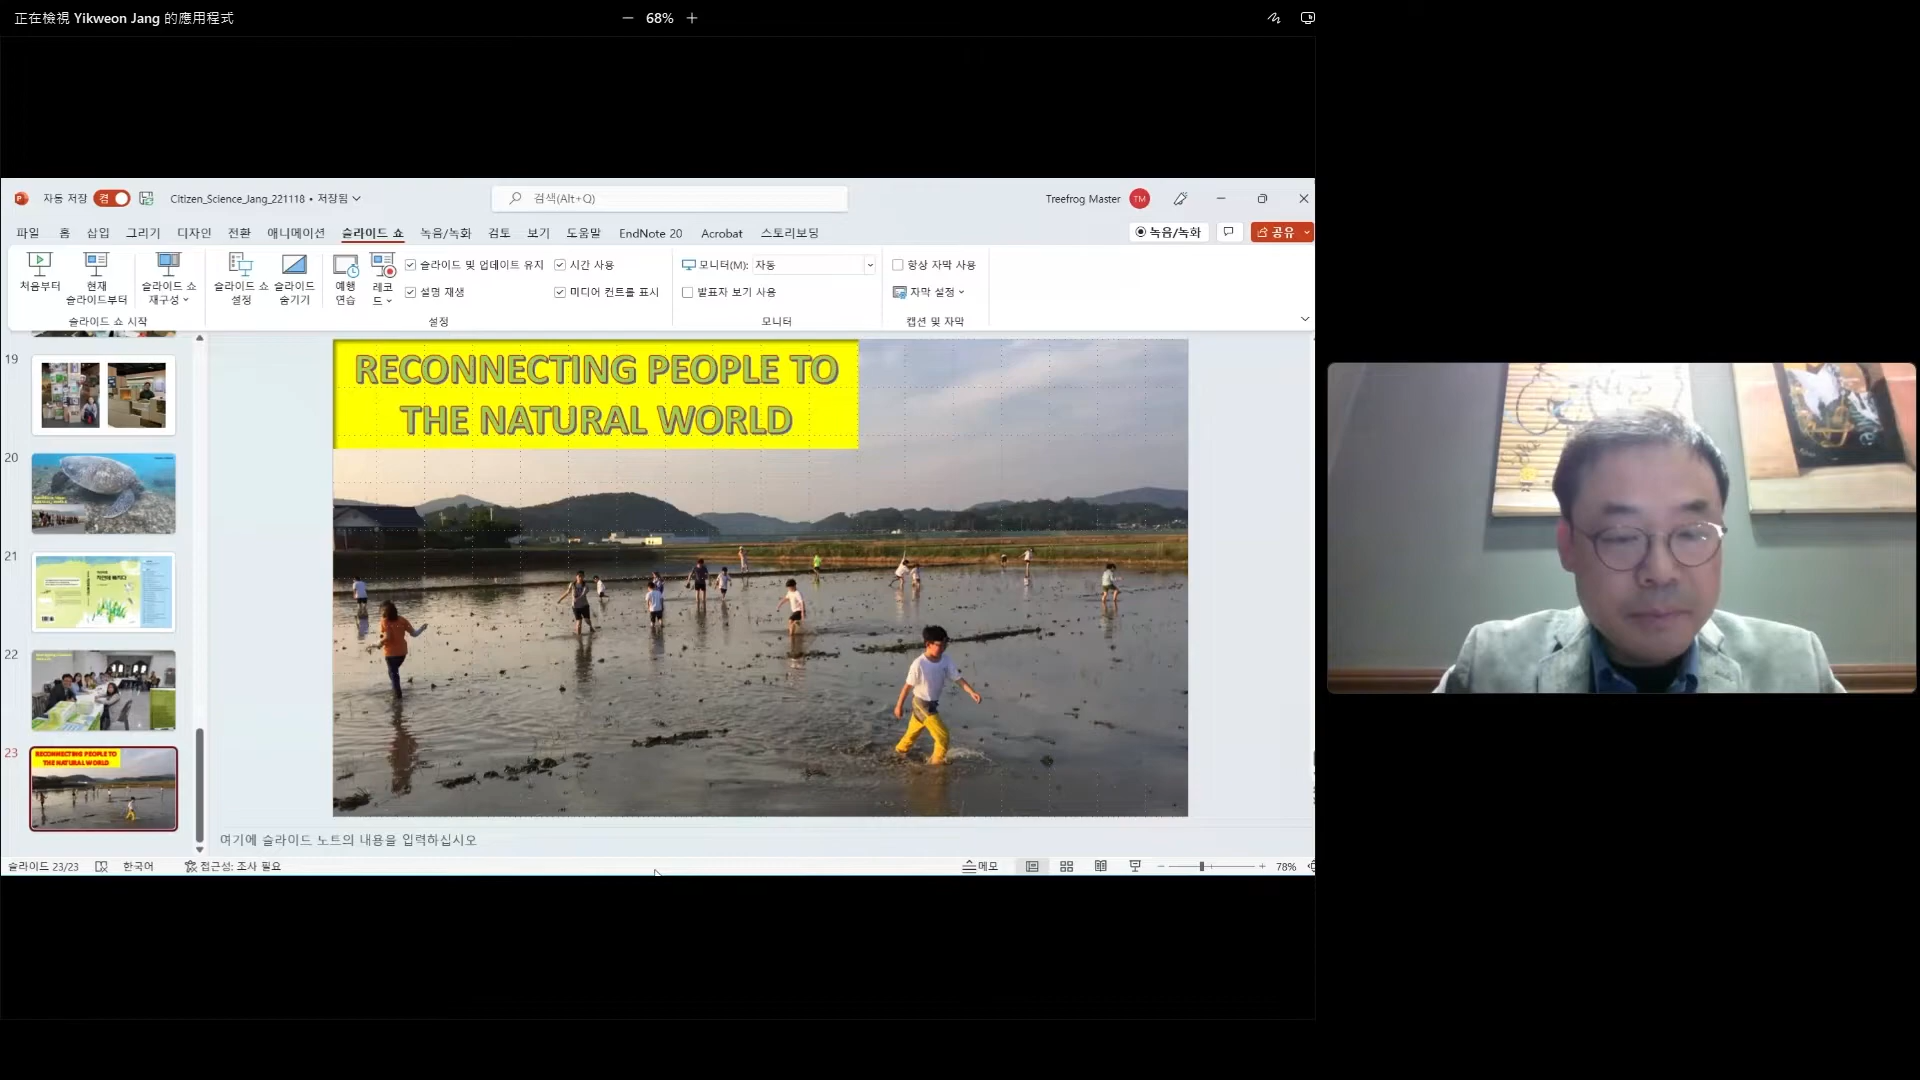 正在檢視 Yikweon Jang 的應用程式
68%
자동 저장 켬 Citizen_Science_Jang_221118 • 저장됨
검색(Alt+Q)
Treefrog Master TM
파일 홈 삽입 그리기 디자인 전환 애니메이션 슬라이드 쇼 녹음/녹화 검토 보기 도움말 EndNote 20 Acrobat 스토리보딩
녹음/녹화 공유
처음부터 현재 슬라이드부터 슬라이드 쇼 재구성
슬라이드 쇼 시작
슬라이드 쇼 설정 슬라이드 숨기기 예행 연습 레코드
슬라이드 및 업데이트 유지 시간 사용
설명 재생 미디어 컨트롤 표시
설정
모니터(M): 자동
발표자 보기 사용
모니터
항상 자막 사용
자막 설정
캡션 및 자막
19
20
21
22
23
RECONNECTING PEOPLE TO
THE NATURAL WORLD
RECONNECTING PEOPLE TO
THE NATURAL WORLD
여기에 슬라이드 노트의 내용을 입력하십시오
슬라이드 23/23 한국어 접근성: 조사 필요 메모 78%